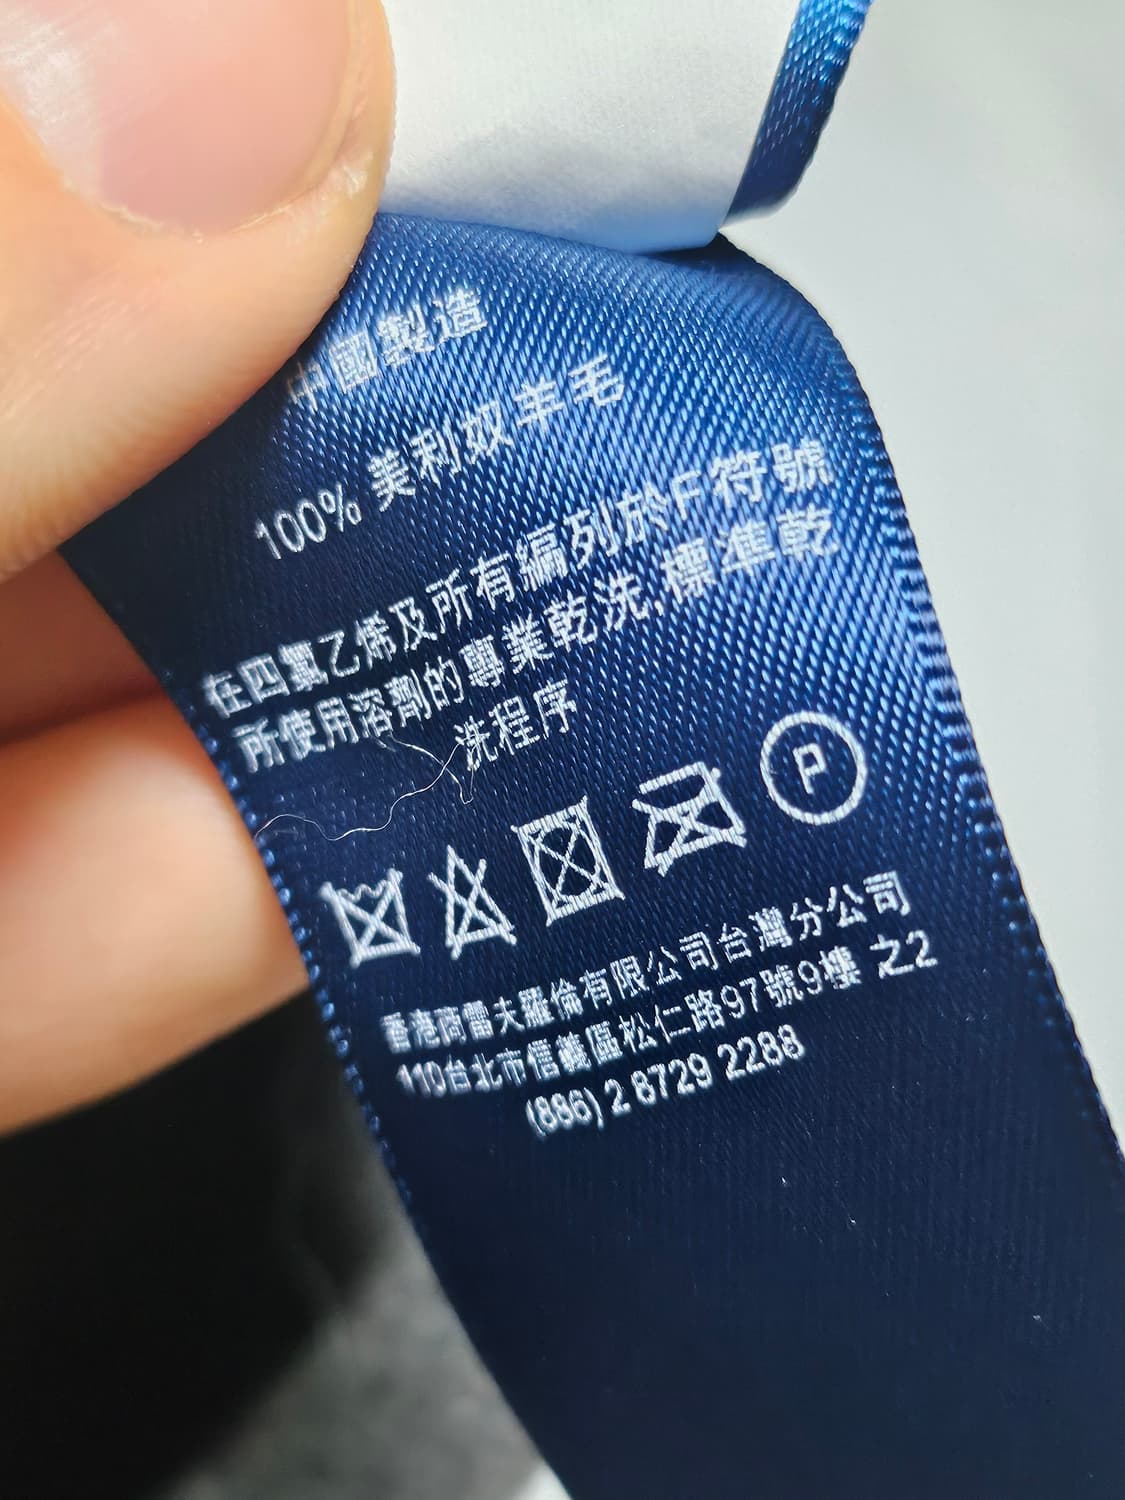 中國製造
100% 美利奴羊毛
在四氯乙烯及所有編列於F符號
所使用溶劑的專業乾洗,標準乾
洗程序
P
香港商雷夫羅倫有限公司台灣分公司
110台北市信義區松仁路97號9樓 之2
(886) 2 8729 2288